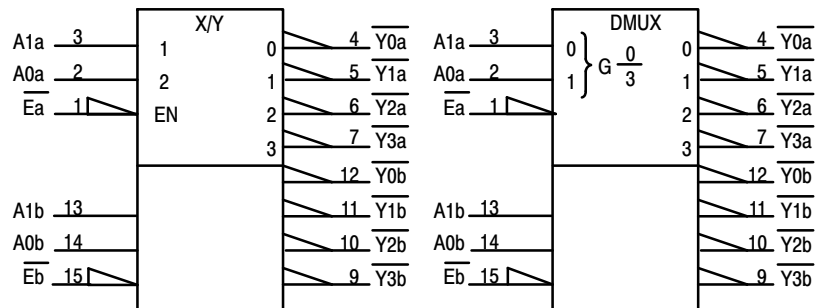 X/Y
A1a 3 1 0 4 Y0a
A0a 2 2 1 5 Y1a
Ea 1 EN 2 6 Y2a
3 7 Y3a
12 Y0b
A1b 13 11 Y1b
A0b 14 10 Y2b
Eb 15 9 Y3b
DMUX
A1a 3 0 } G 0/3 0 4 Y0a
A0a 2 1 1 5 Y1a
Ea 1 2 6 Y2a
3 7 Y3a
12 Y0b
A1b 13 11 Y1b
A0b 14 10 Y2b
Eb 15 9 Y3b